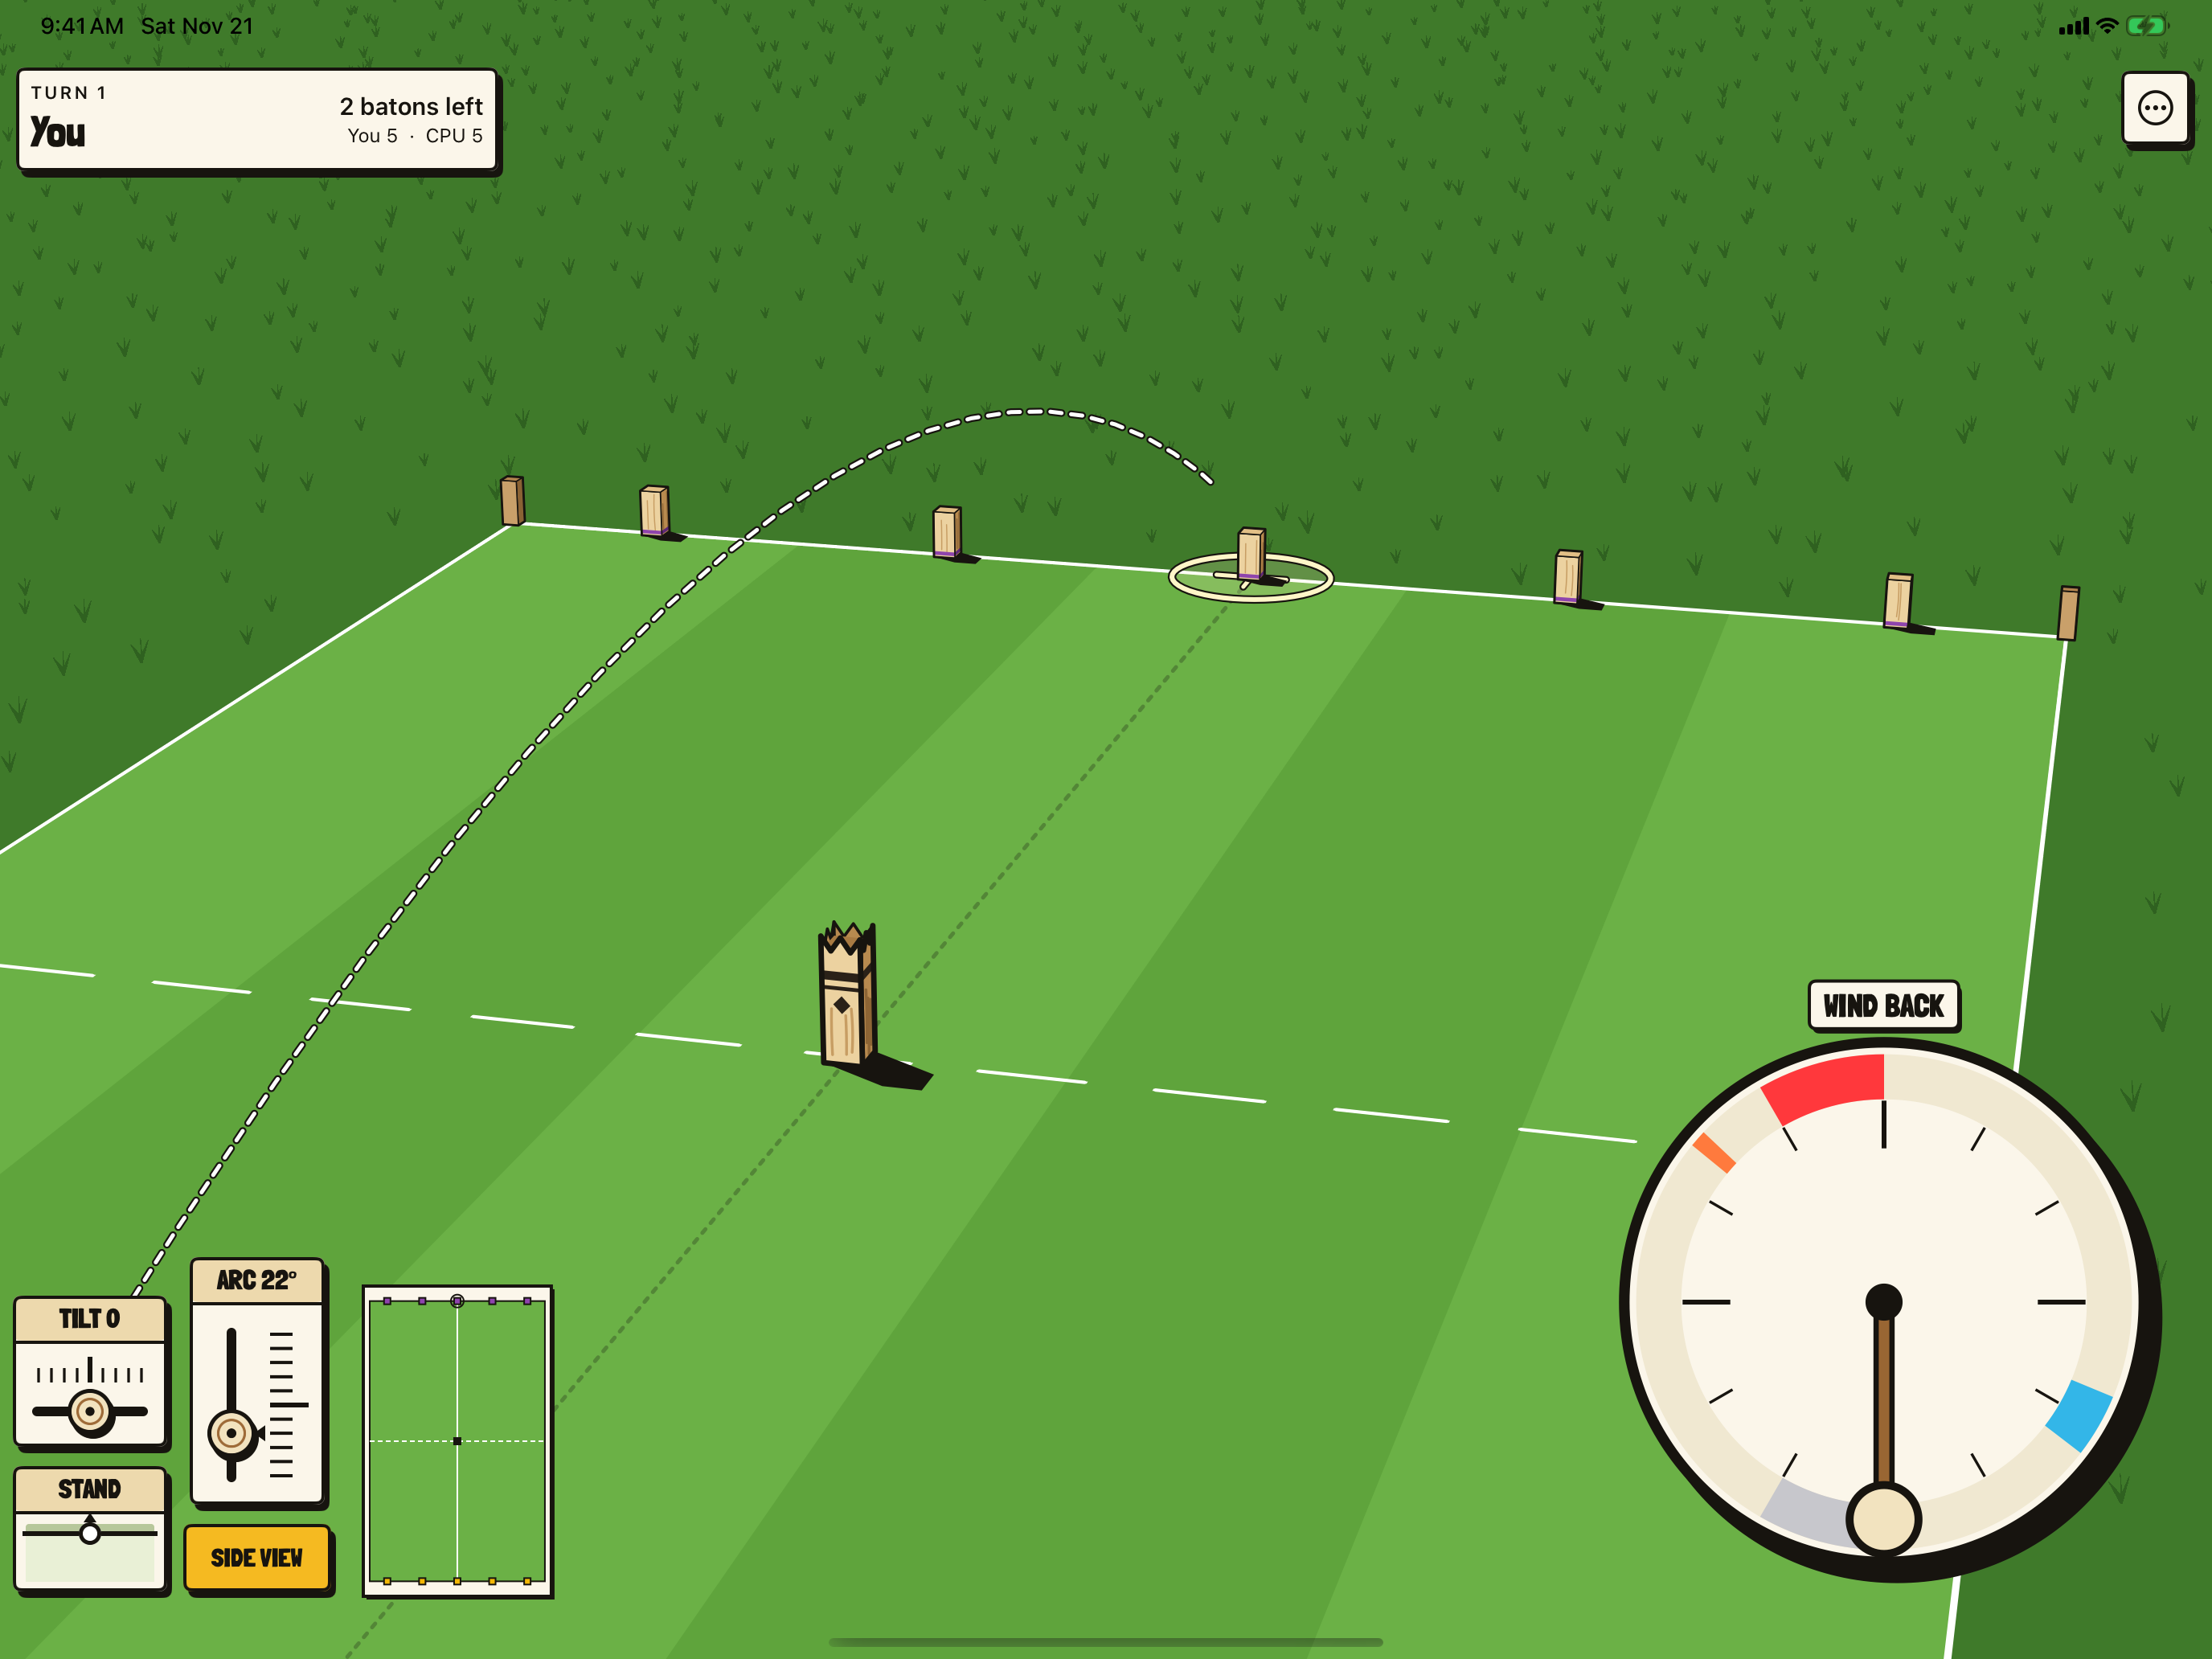 9:41 AM Sat Nov 21
TURN 1
You
2 batons left
You 5 · CPU 5
WIND BACK
ARC 22°
TILT 0
STAND
SIDE VIEW